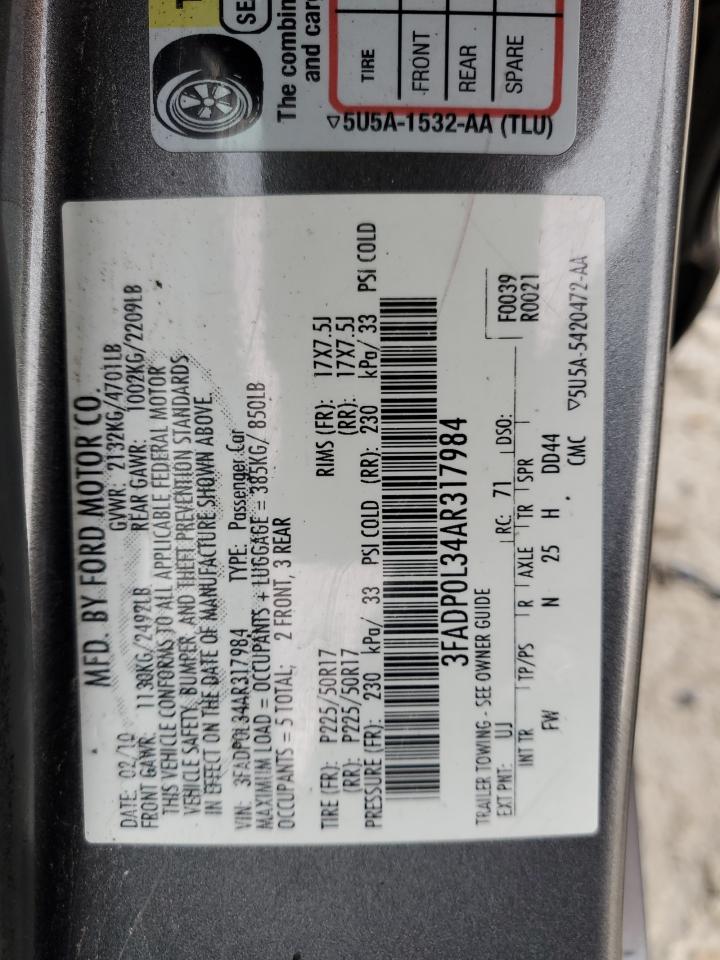 T
SE
The combin
and carg
TIRE
FRONT
REAR
SPARE
▽5U5A-1532-AA (TLU)
MFD. BY FORD MOTOR CO.
DATE: 02/10 GVWR: 2132KG/4701LB
FRONT GAWR: 1130KG/2492LB REAR GAWR: 1002KG/2209LB
THIS VEHICLE CONFORMS TO ALL APPLICABLE FEDERAL MOTOR
VEHICLE SAFETY, BUMPER, AND THEFT PREVENTION STANDARDS
IN EFFECT ON THE DATE OF MANUFACTURE SHOWN ABOVE.
VIN: 3FADP0L34AR317984 TYPE: Passenger Car
MAXIMUM LOAD = OCCUPANTS + LUGGAGE = 385KG/ 850LB
OCCUPANTS = 5 TOTAL; 2 FRONT, 3 REAR
TIRE (FR): P225/50R17 RIMS (FR): 17X7.5J
(RR): P225/50R17 (RR): 17X7.5J
PRESSURE (FR): 230 kPa/ 33 PSI COLD (RR): 230 kPa/ 33 PSI COLD
3FADP0L34AR317984
TRAILER TOWING - SEE OWNER GUIDE
EXT PNT: UJ RC: 71 DSO: F0039
R0021
INT TR TP/PS R AXLE TR SPR
FW N 25 H . DD44
CMC ▽5U5A-5420472-AA